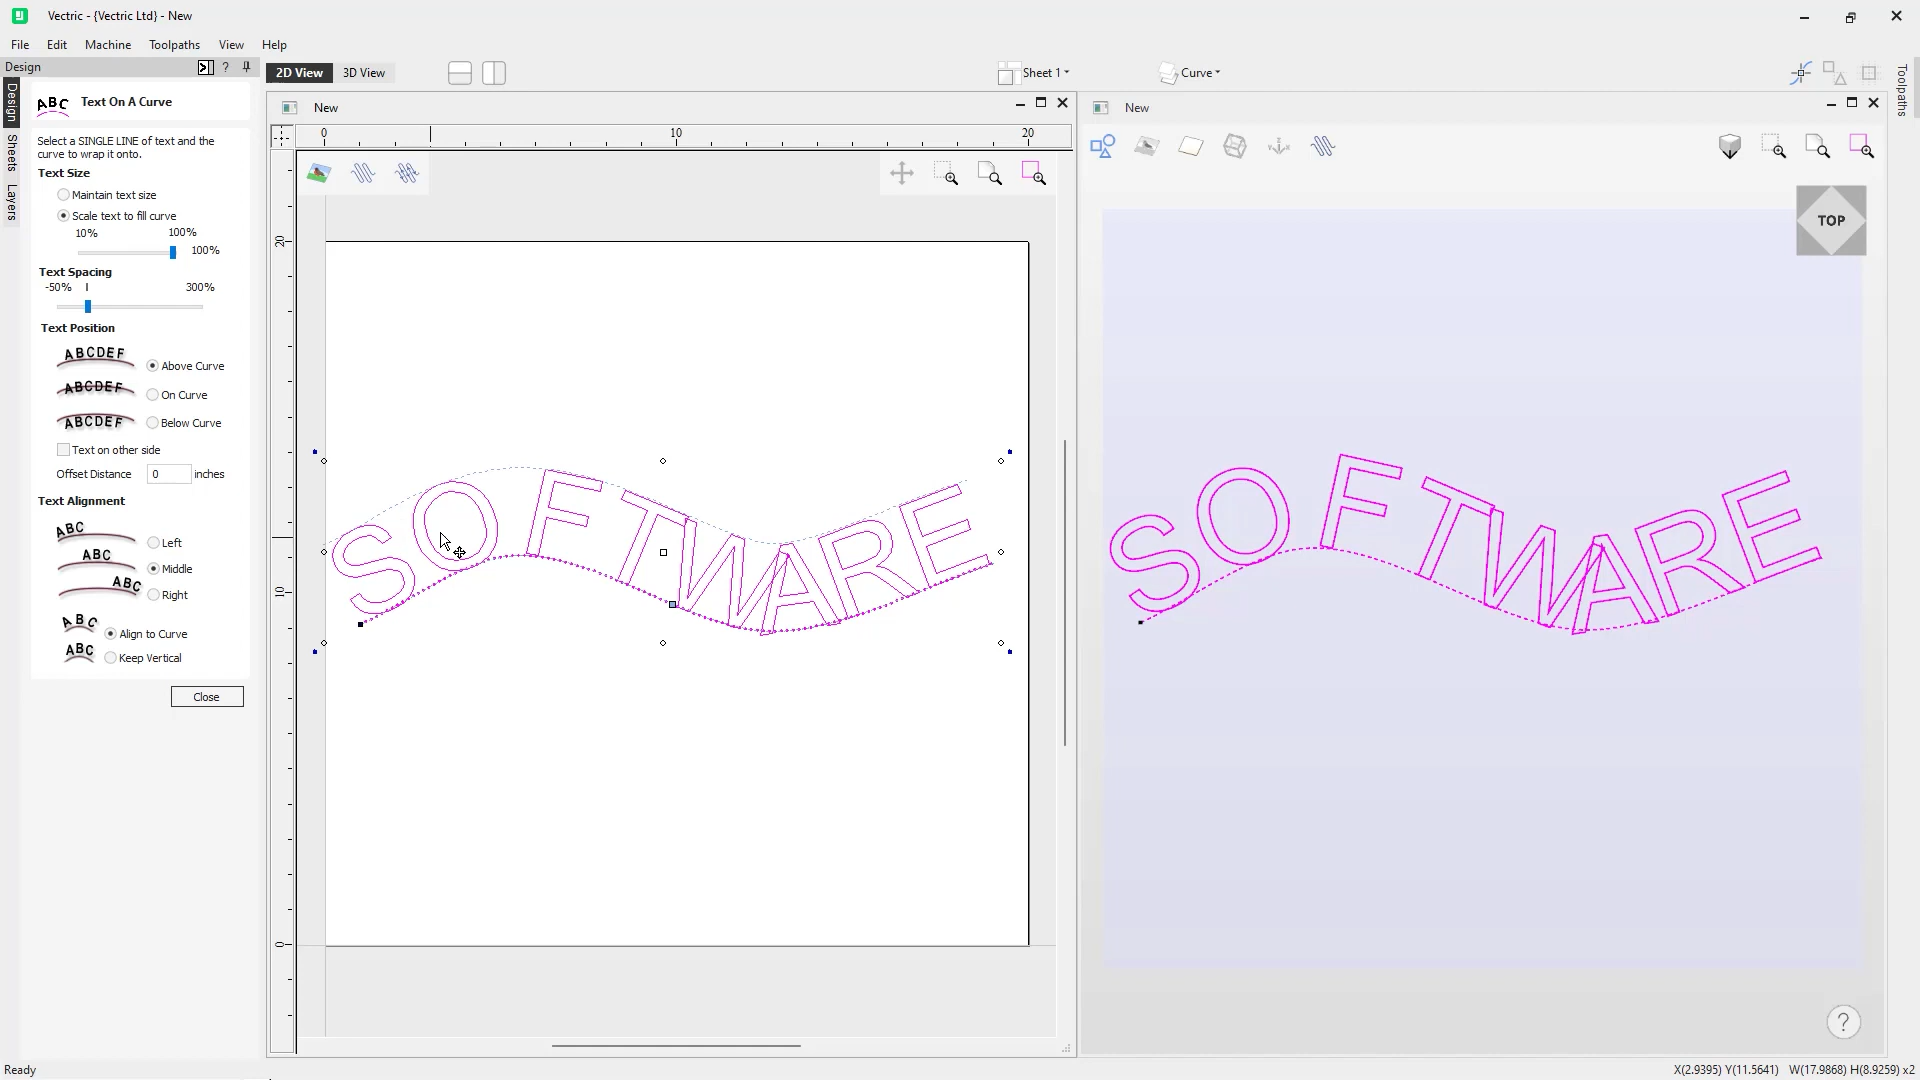 Vectric - {Vectric Ltd} - New
File Edit Machine Toolpaths View Help
Design
2D View 3D View Sheet 1 Curve
Design Sheets Layers
Toolpaths
ABC Text On A Curve
New
New
Select a SINGLE LINE of text and the
curve to wrap it onto.
Text Size
Maintain text size
Scale text to fill curve
10% 100%
100%
Text Spacing
-50% I 300%
Text Position
ABCDEF Above Curve
ABCDEF On Curve
ABCDEF Below Curve
Text on other side
Offset Distance 0 inches
Text Alignment
ABC Left
ABC Middle
ABC Right
ABC Align to Curve
ABC Keep Vertical
Close
0 10 20
20
10
0
SOFTWARE
TOP
SOFTWARE
?
Ready
X(2.9395) Y(11.5641) W(17.9868) H(8.9259) x2